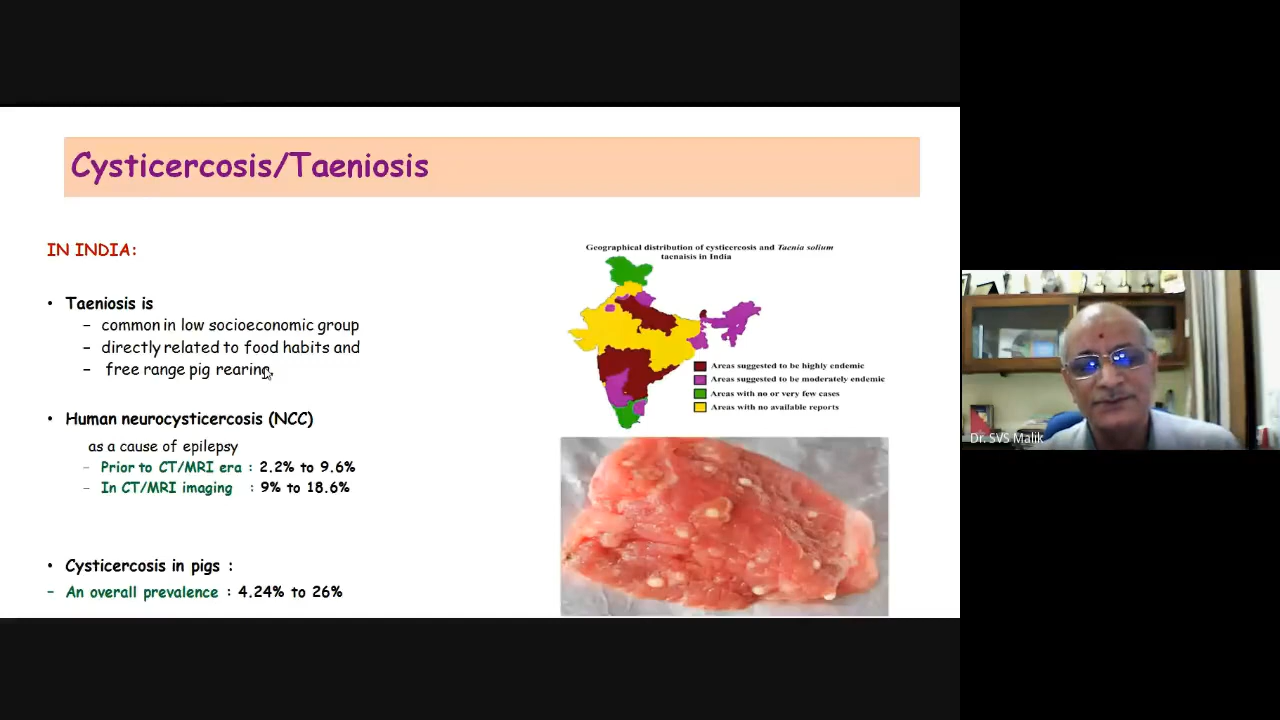 Cysticercosis/Taeniosis
IN INDIA:
• Taeniosis is
– common in low socioeconomic group
– directly related to food habits and
– free range pig rearing
• Human neurocysticercosis (NCC)
as a cause of epilepsy
– Prior to CT/MRI era : 2.2% to 9.6%
– In CT/MRI imaging : 9% to 18.6%
• Cysticercosis in pigs :
– An overall prevalence : 4.24% to 26%
Geographical distribution of cysticercosis and Taenia solium
taenaisis in India
Areas suggested to be highly endemic
Areas suggested to be moderately endemic
Areas with no or very few cases
Areas with no available reports
Dr. SVS Malik